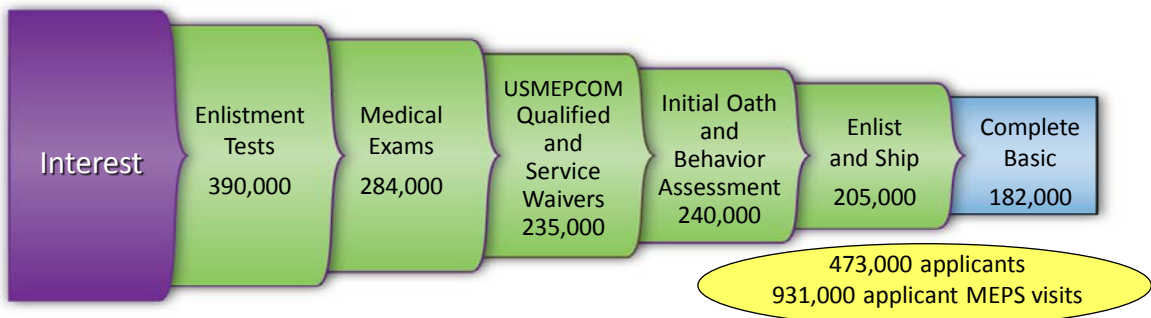 Interest
Enlistment
Tests
390,000
Medical
Exams
284,000
USMEPCOM
Qualified
and
Service
Waivers
235,000
Initial Oath
and
Behavior
Assessment
240,000
Enlist
and Ship
205,000
Complete
Basic
182,000
473,000 applicants
931,000 applicant MEPS visits